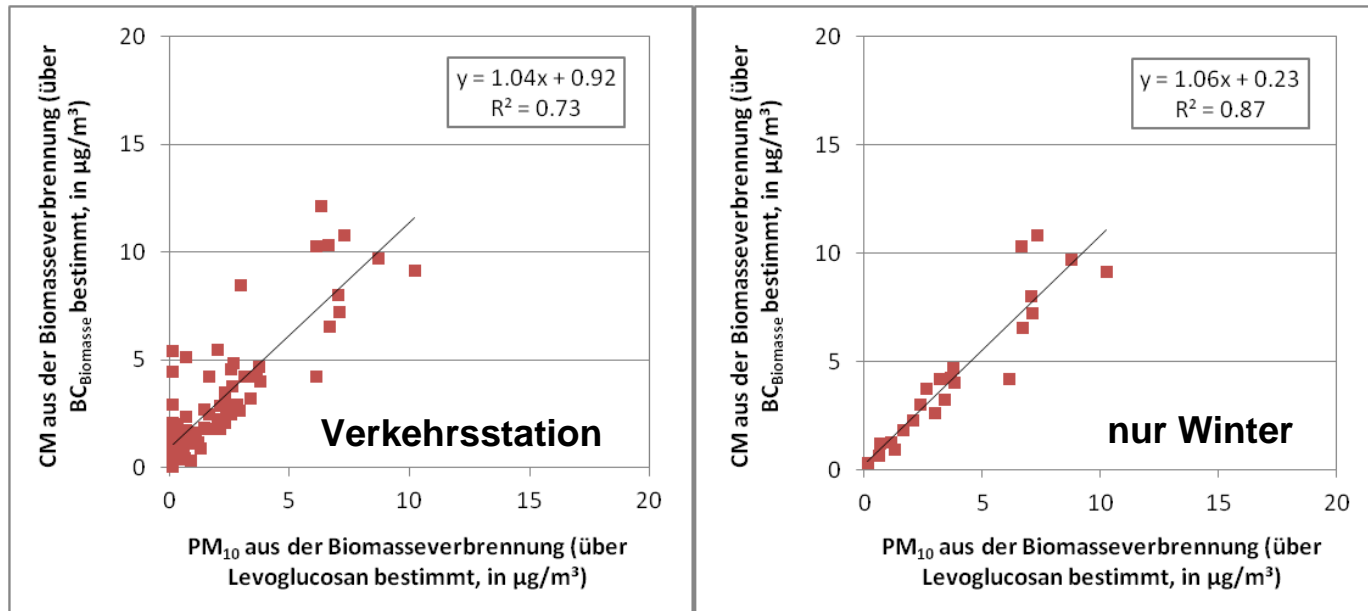 CM aus der Biomasseverbrennung (über
BC_Biomasse bestimmt, in µg/m³)
20
15
10
5
0
y = 1.04x + 0.92
R² = 0.73
Verkehrsstation
0 5 10 15 20
PM₁₀ aus der Biomasseverbrennung (über
Levoglucosan bestimmt, in µg/m³)
CM aus der Biomasseverbrennung (über
BC_Biomasse bestimmt, in µg/m³)
20
15
10
5
0
y = 1.06x + 0.23
R² = 0.87
nur Winter
0 5 10 15 20
PM₁₀ aus der Biomasseverbrennung (über
Levoglucosan bestimmt, in µg/m³)